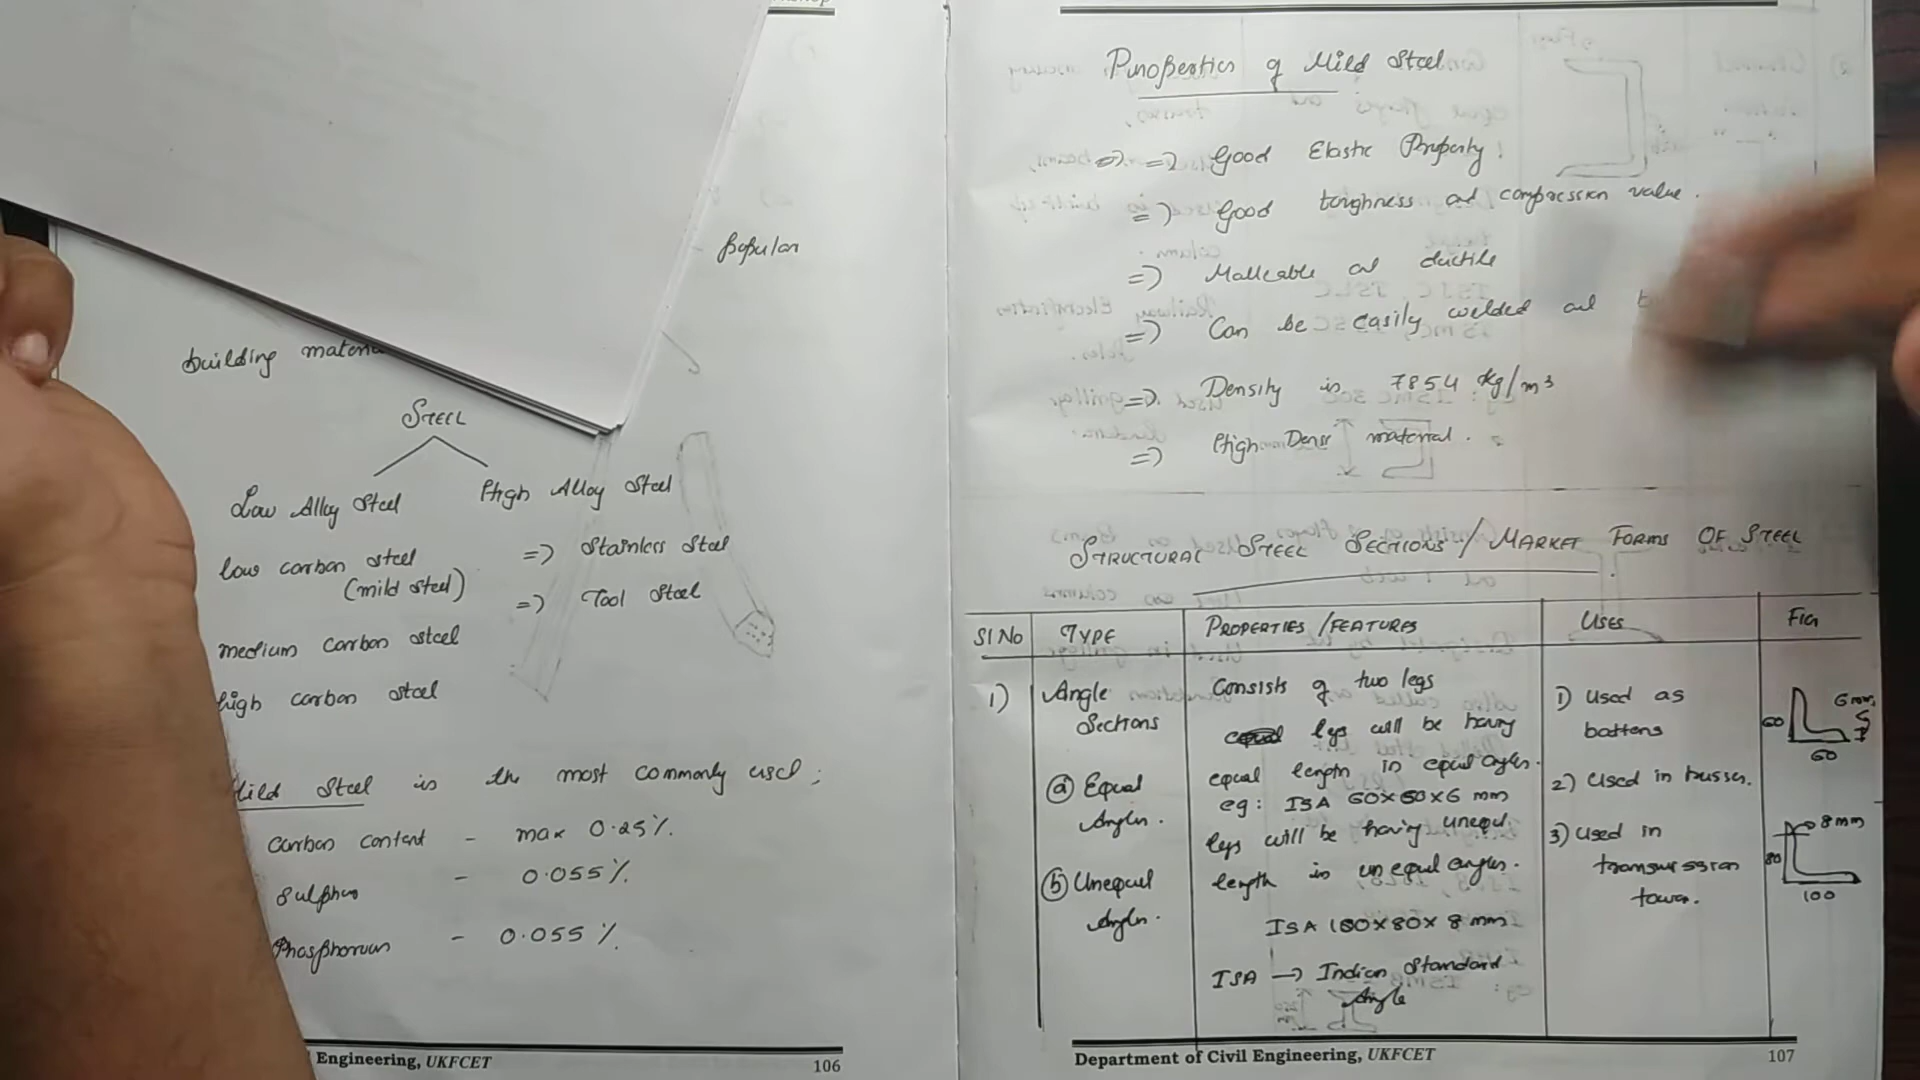 popular
building
STEEL
Low Alloy Steel
High Alloy Steel
low carbon steel
(mild steel)
=> Stainless Steel
=> Tool Steel
medium carbon steel
high carbon steel
Mild Steel is the most commonly used ;
Carbon content - max 0.25%.
Sulphur - 0.055%.
Phosphorous - 0.055 %.
Engineering, UKFCET
106
Properties of Mild Steel
=> Good Elastic Property.
=> Good toughness and compression value.
=> Malleable and ductile
=> Can be easily welded and
=> Density is 7854 kg/m³
=> High Dense material.
STRUCTURAL STEEL SECTIONS / MARKET FORMS OF STEEL
Sl No TYPE PROPERTIES /FEATURES USES FIG
1) Angle Sections
Consists of two legs
legs will be having
equal length in equal angles.
(a) Equal Angles.
eg: ISA 60x60x6 mm
legs will be having unequal
(b) Unequal Angles.
length in unequal angles.
ISA 100x80x 8 mm
ISA -> Indian Standard
Angle
1) Used as
battens
2) Used in trusses.
3) Used in
transmission
tower.
6mm
60
60
8mm
80
100
Department of Civil Engineering, UKFCET
107